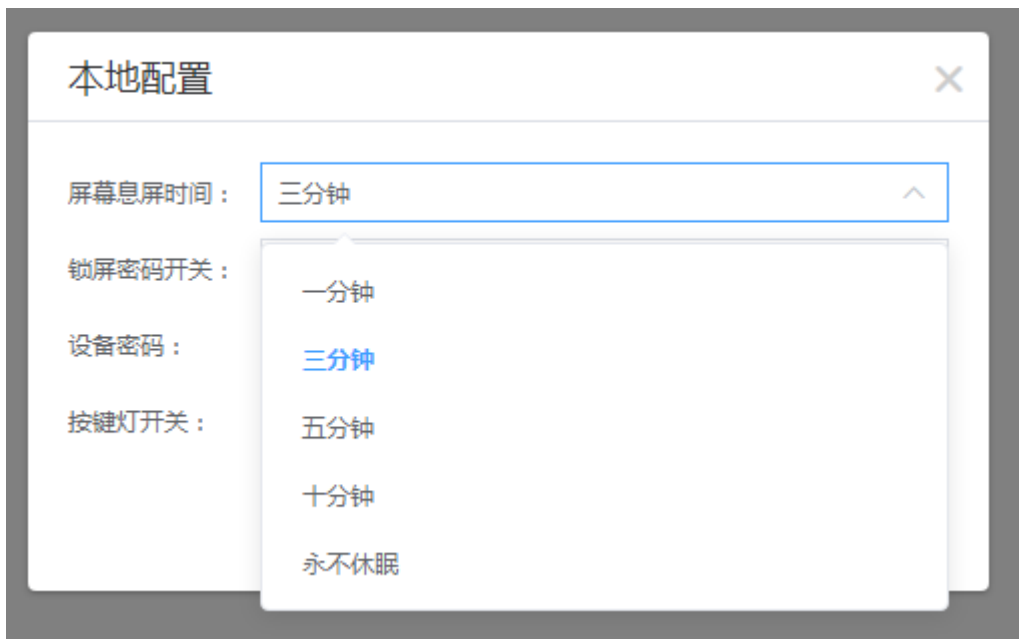 本地配置
屏幕息屏时间：
三分钟
锁屏密码开关：
一分钟
设备密码：
三分钟
按键灯开关：
五分钟
十分钟
永不休眠